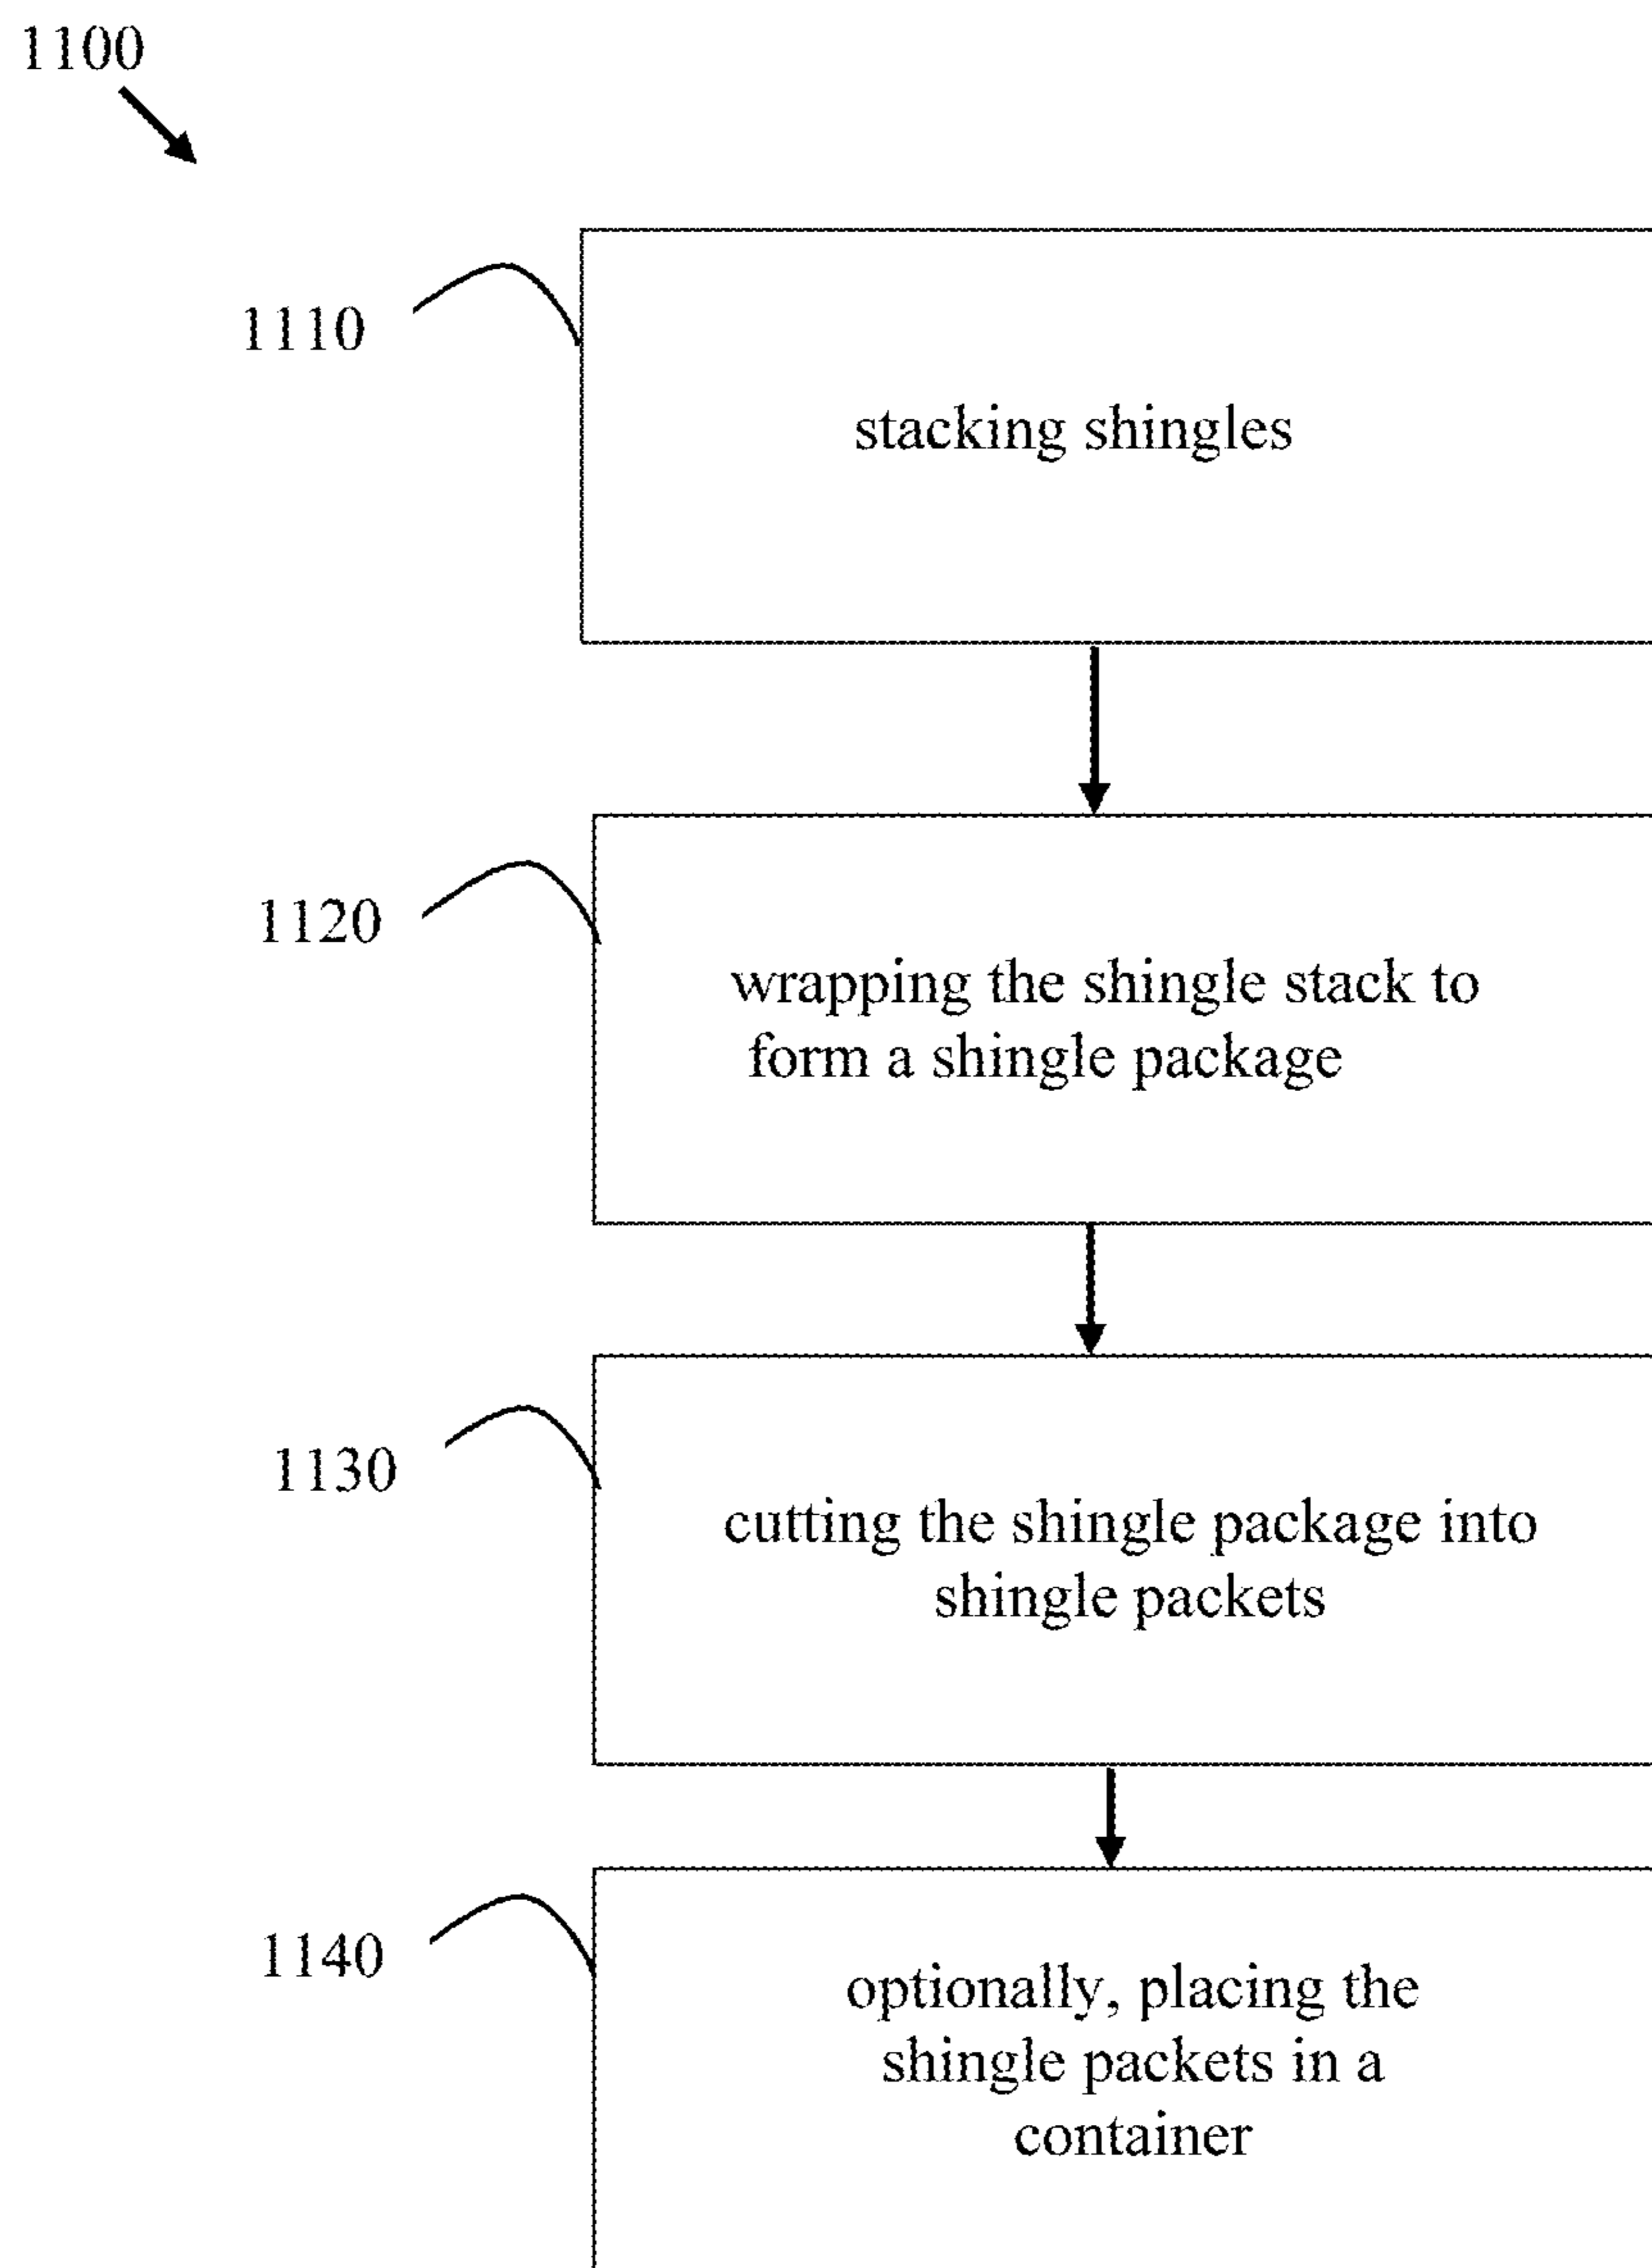 1100
1110
stacking shingles
1120
wrapping the shingle stack to
form a shingle package
1130
cutting the shingle package into
shingle packets
1140
optionally, placing the
shingle packets in a
container